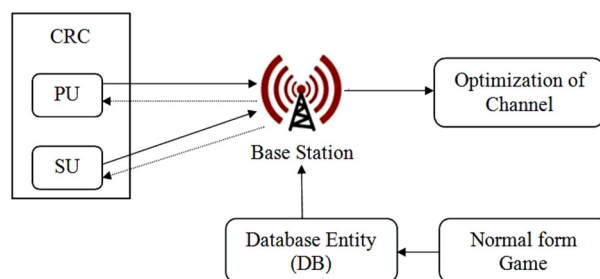 CRC
PU
SU
Base Station
Optimization of
Channel
Database Entity
(DB)
Normal form
Game